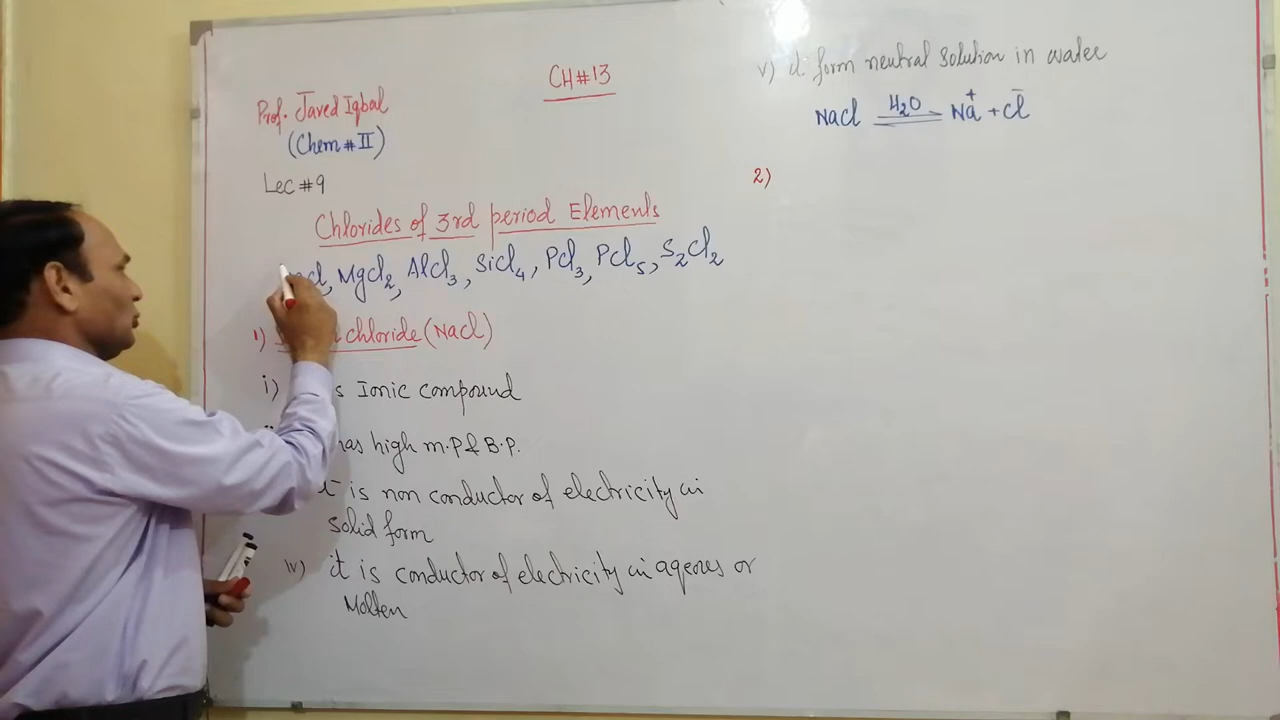 CH#13
Prof. Javed Iqbal
(Chem # II)
Lec #9
Chlorides of 3rd period Elements
MgCl2, AlCl3, SiCl4, PCl3, PCl5, S2Cl2
1) chloride (NaCl)
i) Ionic compound
has high m.P & B.P.
is non conductor of electricity in
solid form
iv) it is conductor of electricity in aqeoes or
Molten
v) it form neutral solution in water
NaCl ⇌ H2O Na+ + Cl-
2)